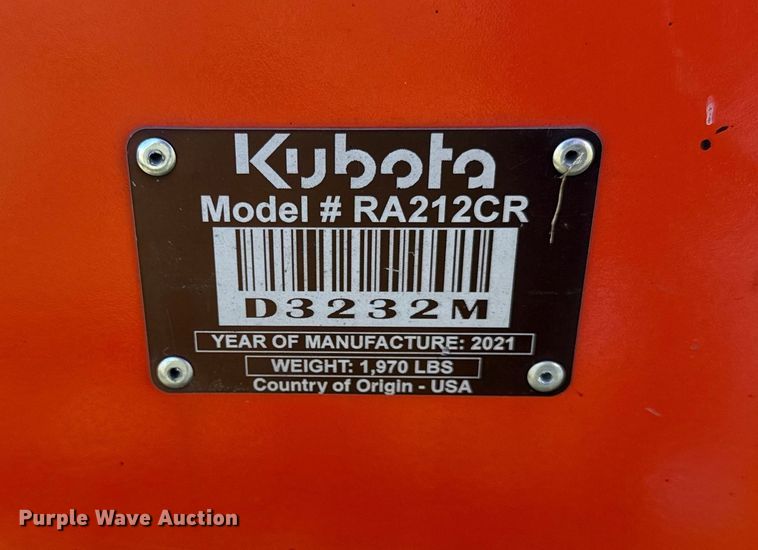 Kubota
Model # RA212CR
D3232M
YEAR OF MANUFACTURE: 2021
WEIGHT: 1,970 LBS
Country of Origin - USA
Purple Wave Auction